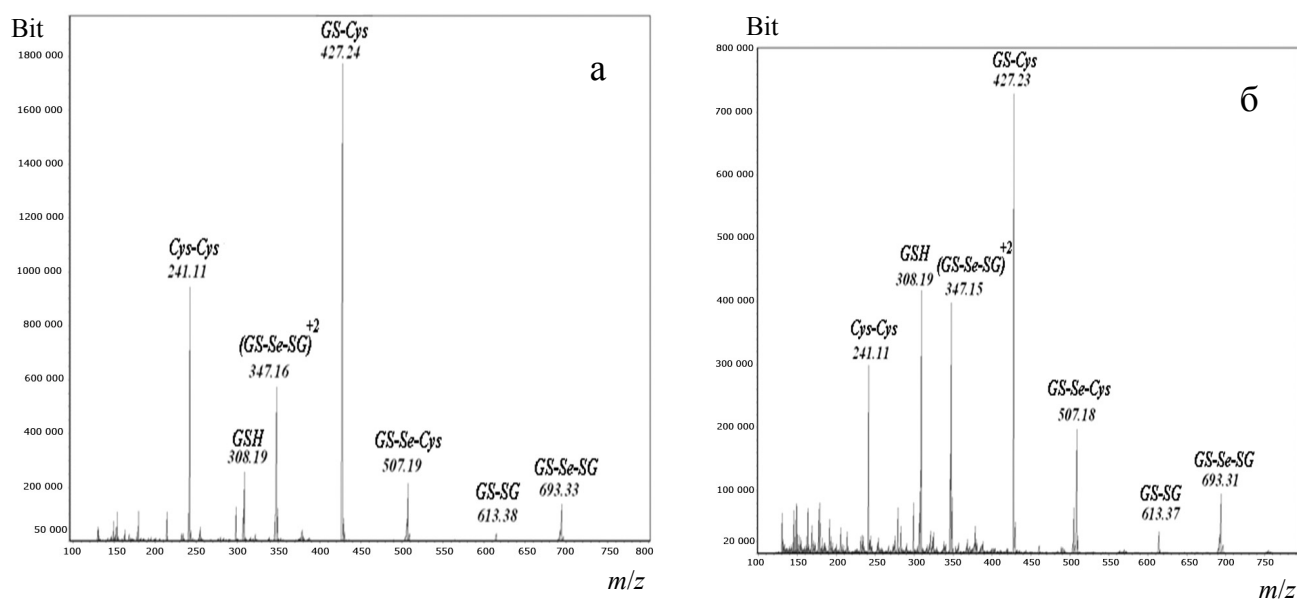 Bit
а
1800 000
1600 000
1400 000
1200 000
1000 000
800 000
600 000
400 000
200 000
50 000
GS-Cys
427.24
Cys-Cys
241.11
(GS-Se-SG)+2
347.16
GSH
308.19
GS-Se-Cys
507.19
GS-SG
613.38
GS-Se-SG
693.33
100 150 200 250 300 350 400 450 500 550 600 650 700 750 800
m/z
Bit
б
800 000
700 000
600 000
500 000
400 000
300 000
200 000
100 000
20 000
GS-Cys
427.23
GSH
308.19
(GS-Se-SG)+2
347.15
Cys-Cys
241.11
GS-Se-Cys
507.18
GS-SG
613.37
GS-Se-SG
693.31
100 150 200 250 300 350 400 450 500 550 600 650 700 750
m/z